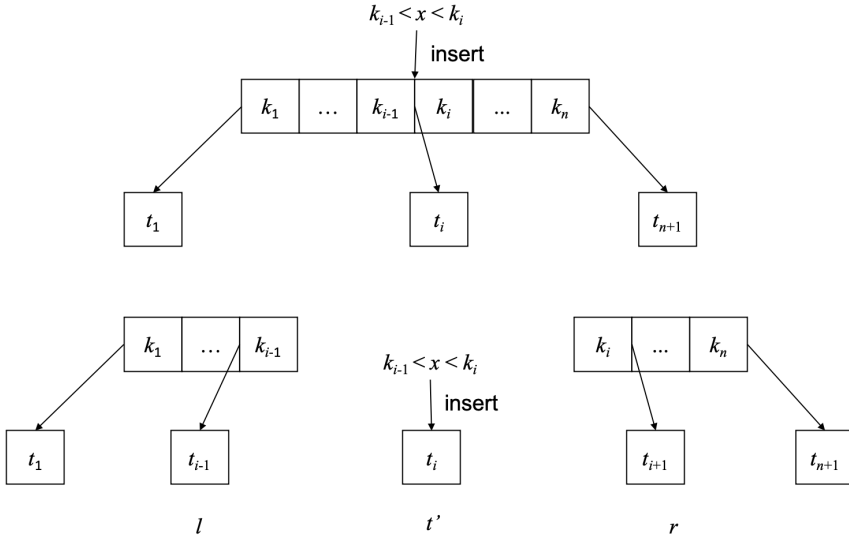 k_{i-1} < x < k_i
insert
k_1 … k_{i-1} k_i ... k_n
t_1 t_i t_{n+1}
k_1 … k_{i-1} k_i ... k_n
k_{i-1} < x < k_i
insert
t_1 t_{i-1} t_i t_{i+1} t_{n+1}
l t' r